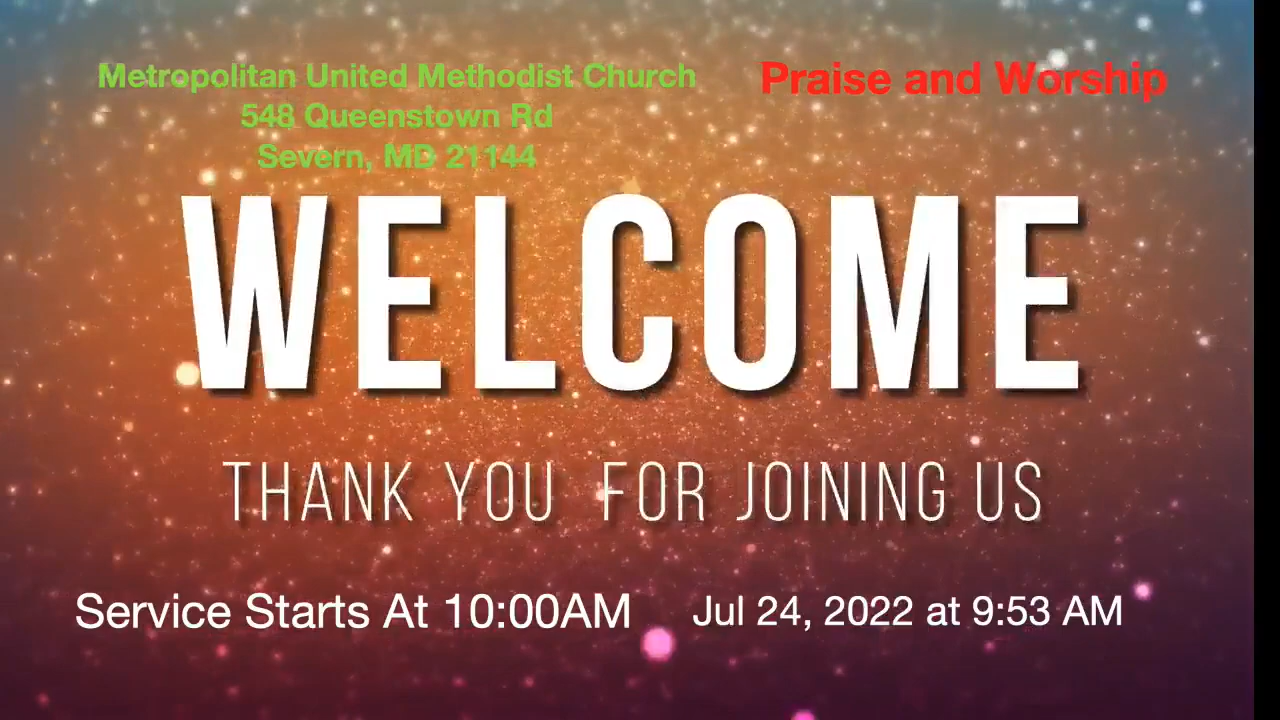 Metropolitan United Methodist Church
548 Queenstown Rd
Severn, MD 21144
Praise and Worship
WELCOME
THANK YOU FOR JOINING US
Service Starts At 10:00AM
Jul 24, 2022 at 9:53 AM